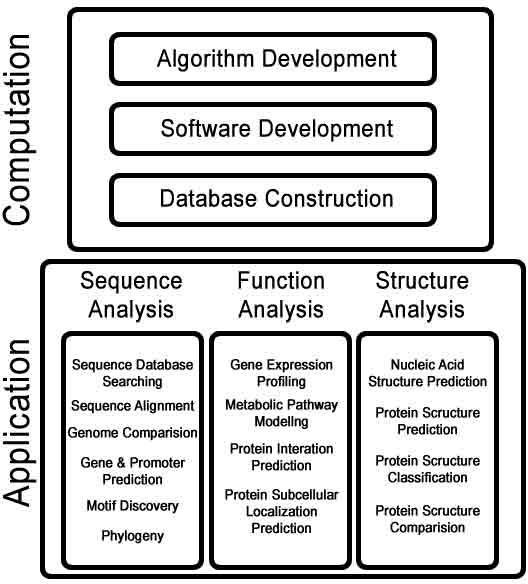 Computation
Algorithm Development
Software Development
Database Construction
Application
Sequence
Analysis
Sequence Database
Searching
Sequence Alignment
Genome Comparision
Gene & Promoter
Prediction
Motif Discovery
Phylogeny
Function
Analysis
Gene Expression
Profiling
Metabolic Pathway
Modeling
Protein Interation
Prediction
Protein Subcellular
Localization
Prediction
Structure
Analysis
Nucleic Acid
Structure Prediction
Protein Scructure
Prediction
Protein Scructure
Classification
Protein Scructure
Comparision